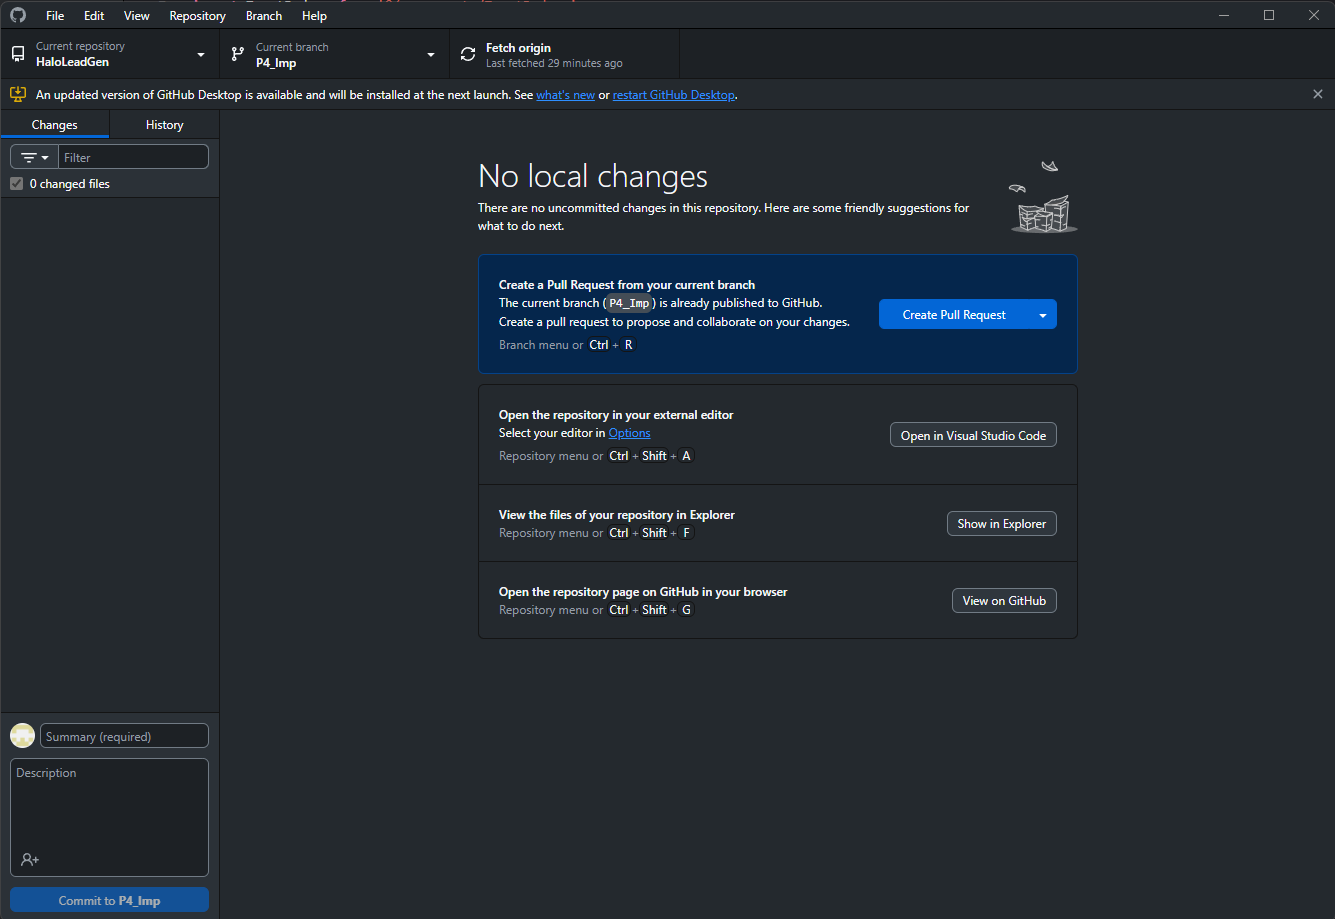 File Edit View Repository Branch Help
Current repository
HaloLeadGen
Current branch
P4_Imp
Fetch origin
Last fetched 29 minutes ago
An updated version of GitHub Desktop is available and will be installed at the next launch. See what's new or restart GitHub Desktop.
Changes
History
Filter
0 changed files
No local changes
There are no uncommitted changes in this repository. Here are some friendly suggestions for
what to do next.
Create a Pull Request from your current branch
The current branch (P4_Imp) is already published to GitHub.
Create a pull request to propose and collaborate on your changes.
Branch menu or Ctrl + R
Create Pull Request
Open the repository in your external editor
Select your editor in Options
Repository menu or Ctrl + Shift + A
Open in Visual Studio Code
View the files of your repository in Explorer
Repository menu or Ctrl + Shift + F
Show in Explorer
Open the repository page on GitHub in your browser
Repository menu or Ctrl + Shift + G
View on GitHub
Summary (required)
Description
Commit to P4_Imp